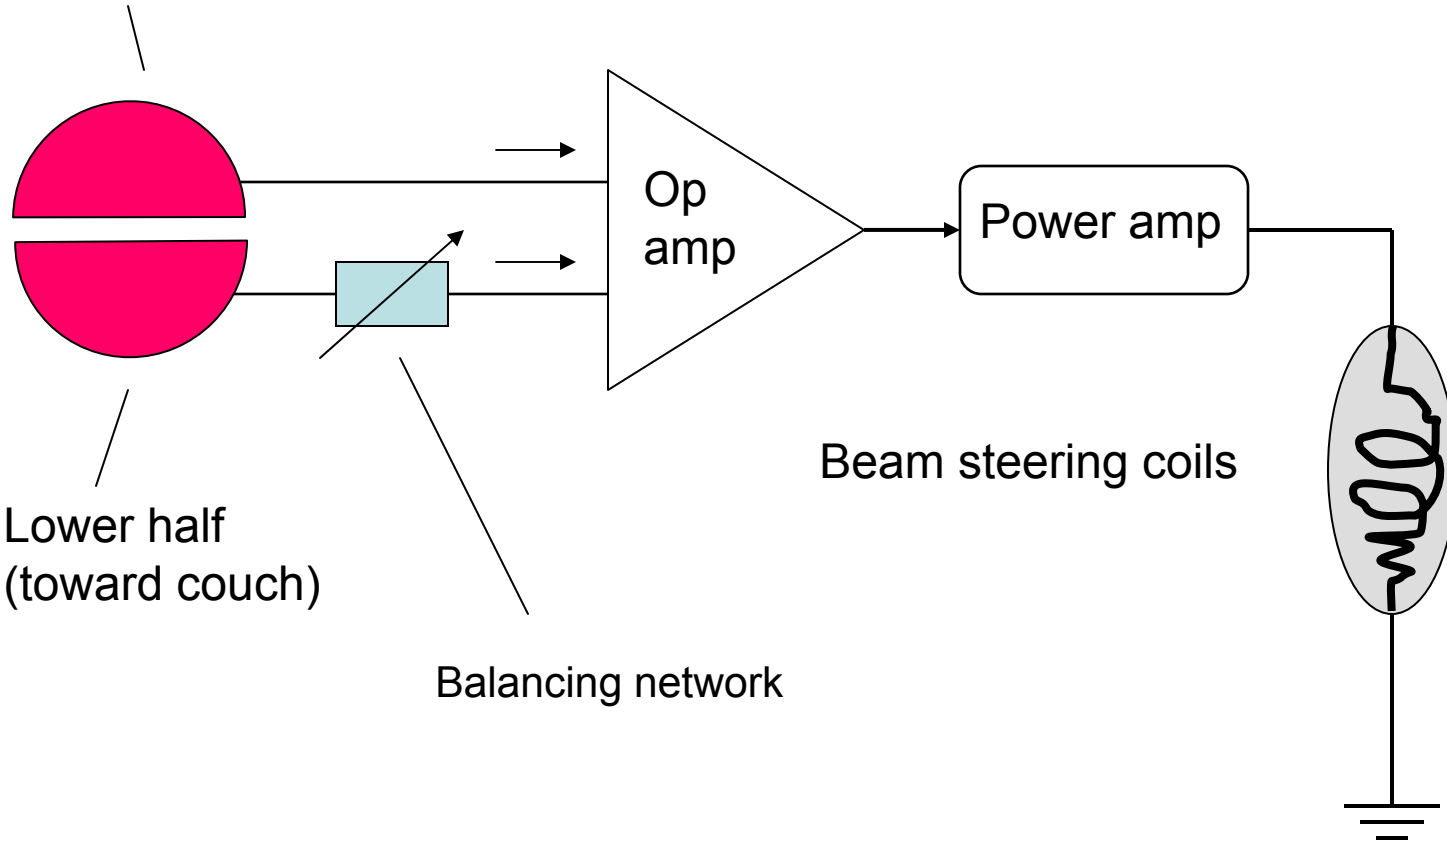 Op
amp
Power amp
Beam steering coils
Lower half
(toward couch)
Balancing network